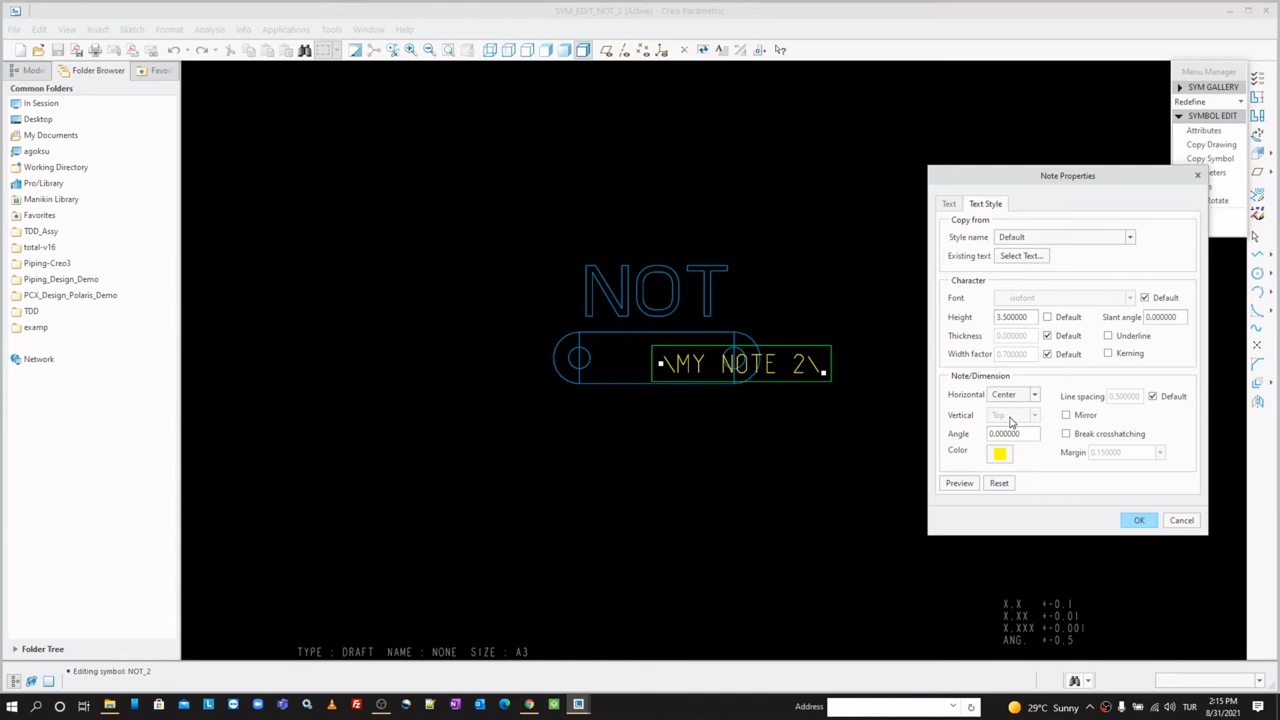 SYM_EDIT_NOT_2 (Active) - Creo Parametric
File Edit View Insert Sketch Format Analysis Info Applications Tools Window Help
Model Folder Browser Favor
Common Folders
In Session
Desktop
My Documents
agoksu
Working Directory
Pro/Library
Manikin Library
Favorites
TDD_Assy
total-v16
Piping-Creo3
Piping_Design_Demo
PCX_Design_Polaris_Demo
TDD
examp
Network
Folder Tree
NOT
\MY NOTE 2\
TYPE : DRAFT NAME : NONE SIZE : A3
X.X +-0.1
X.XX +-0.01
X.XXX +-0.001
ANG. +-0.5
Menu Manager
SYM GALLERY
Redefine
SYMBOL EDIT
Attributes
Copy Drawing
Copy Symbol
meters
s
Rotate
Note Properties
Text Text Style
Copy from
Style name Default
Existing text Select Text...
Character
Font isofont Default
Height 3.500000 Default Slant angle 0.000000
Thickness 0.000000 Default Underline
Width factor 0.700000 Default Kerning
Note/Dimension
Horizontal Center Line spacing 0.500000 Default
Vertical Top Mirror
Angle 0.000000 Break crosshatching
Color Margin 0.150000
Preview Reset
OK Cancel
Editing symbol: NOT_2
Address
29°C Sunny
TUR
2:15 PM
8/31/2021